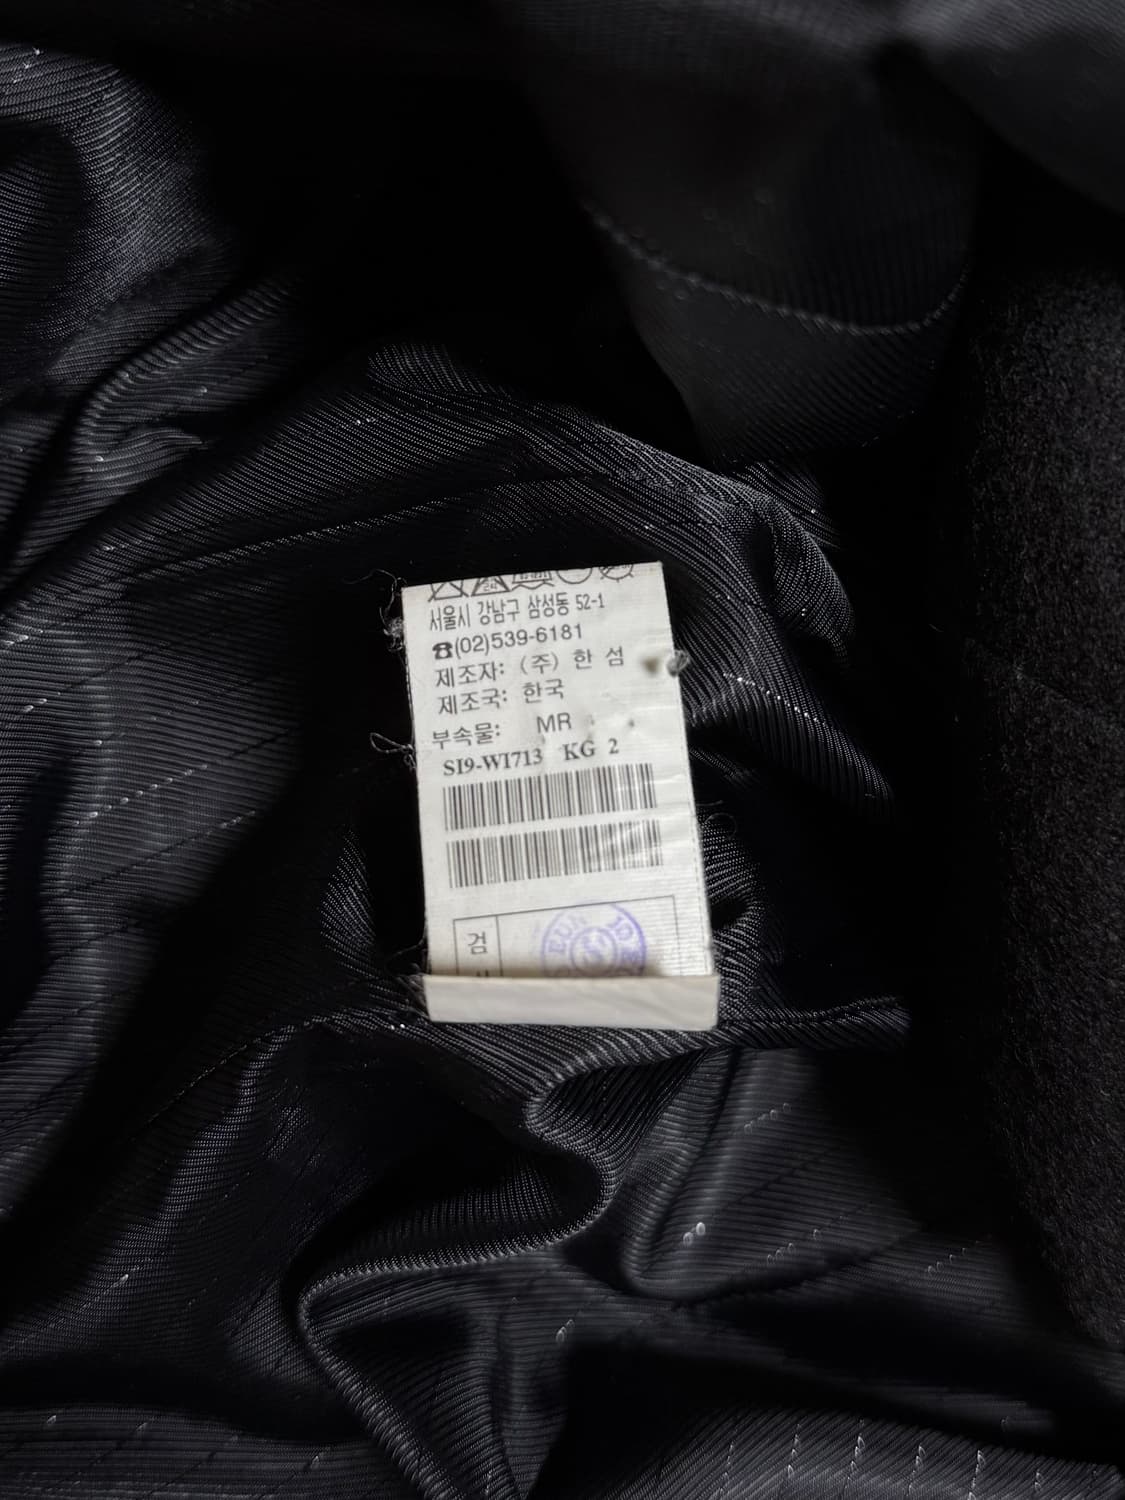 서울시 강남구 삼성동 52-1
☎(02)539-6181
제조자: (주) 한 섬
제조국: 한국
부속물: MR
SI9-WI713 KG 2
검